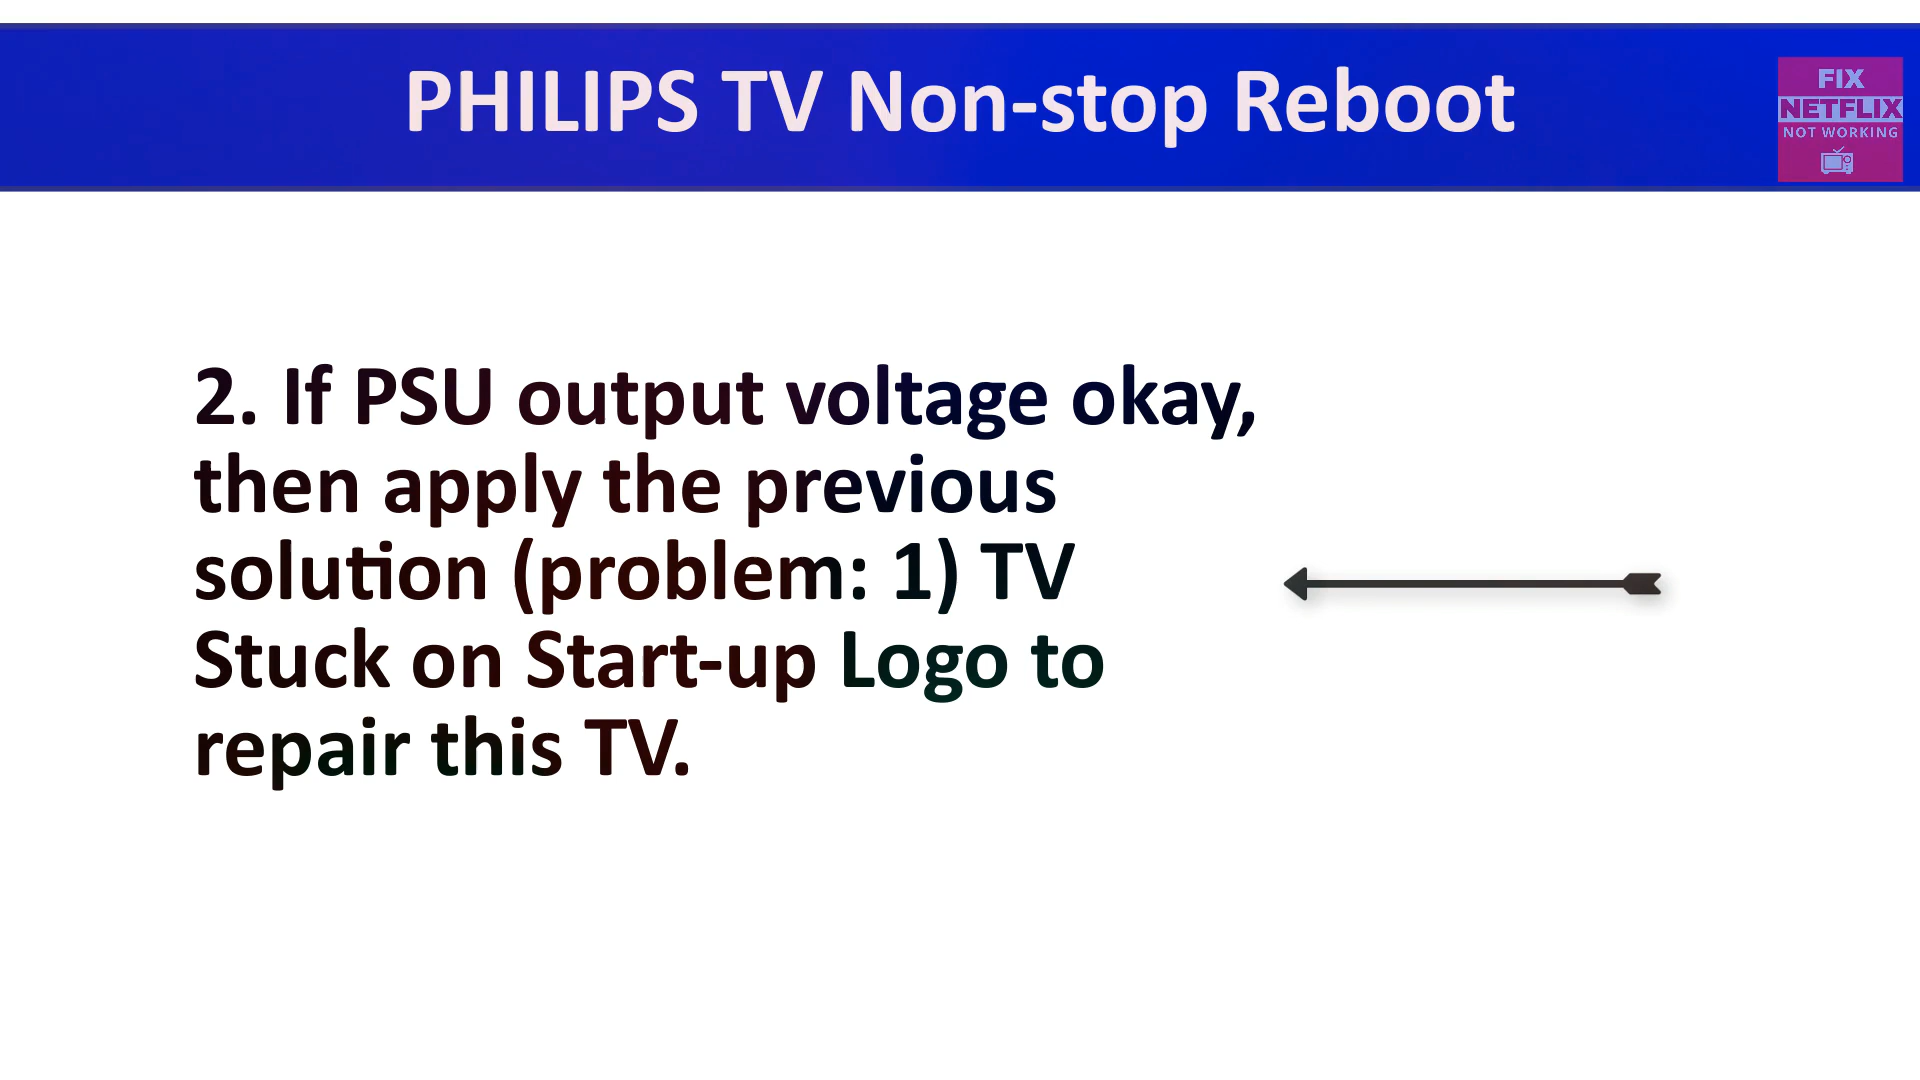 PHILIPS TV Non-stop Reboot
FIX
NETFLIX
NOT WORKING
2. If PSU output voltage okay,
then apply the previous
solution (problem: 1) TV
Stuck on Start-up Logo to
repair this TV.